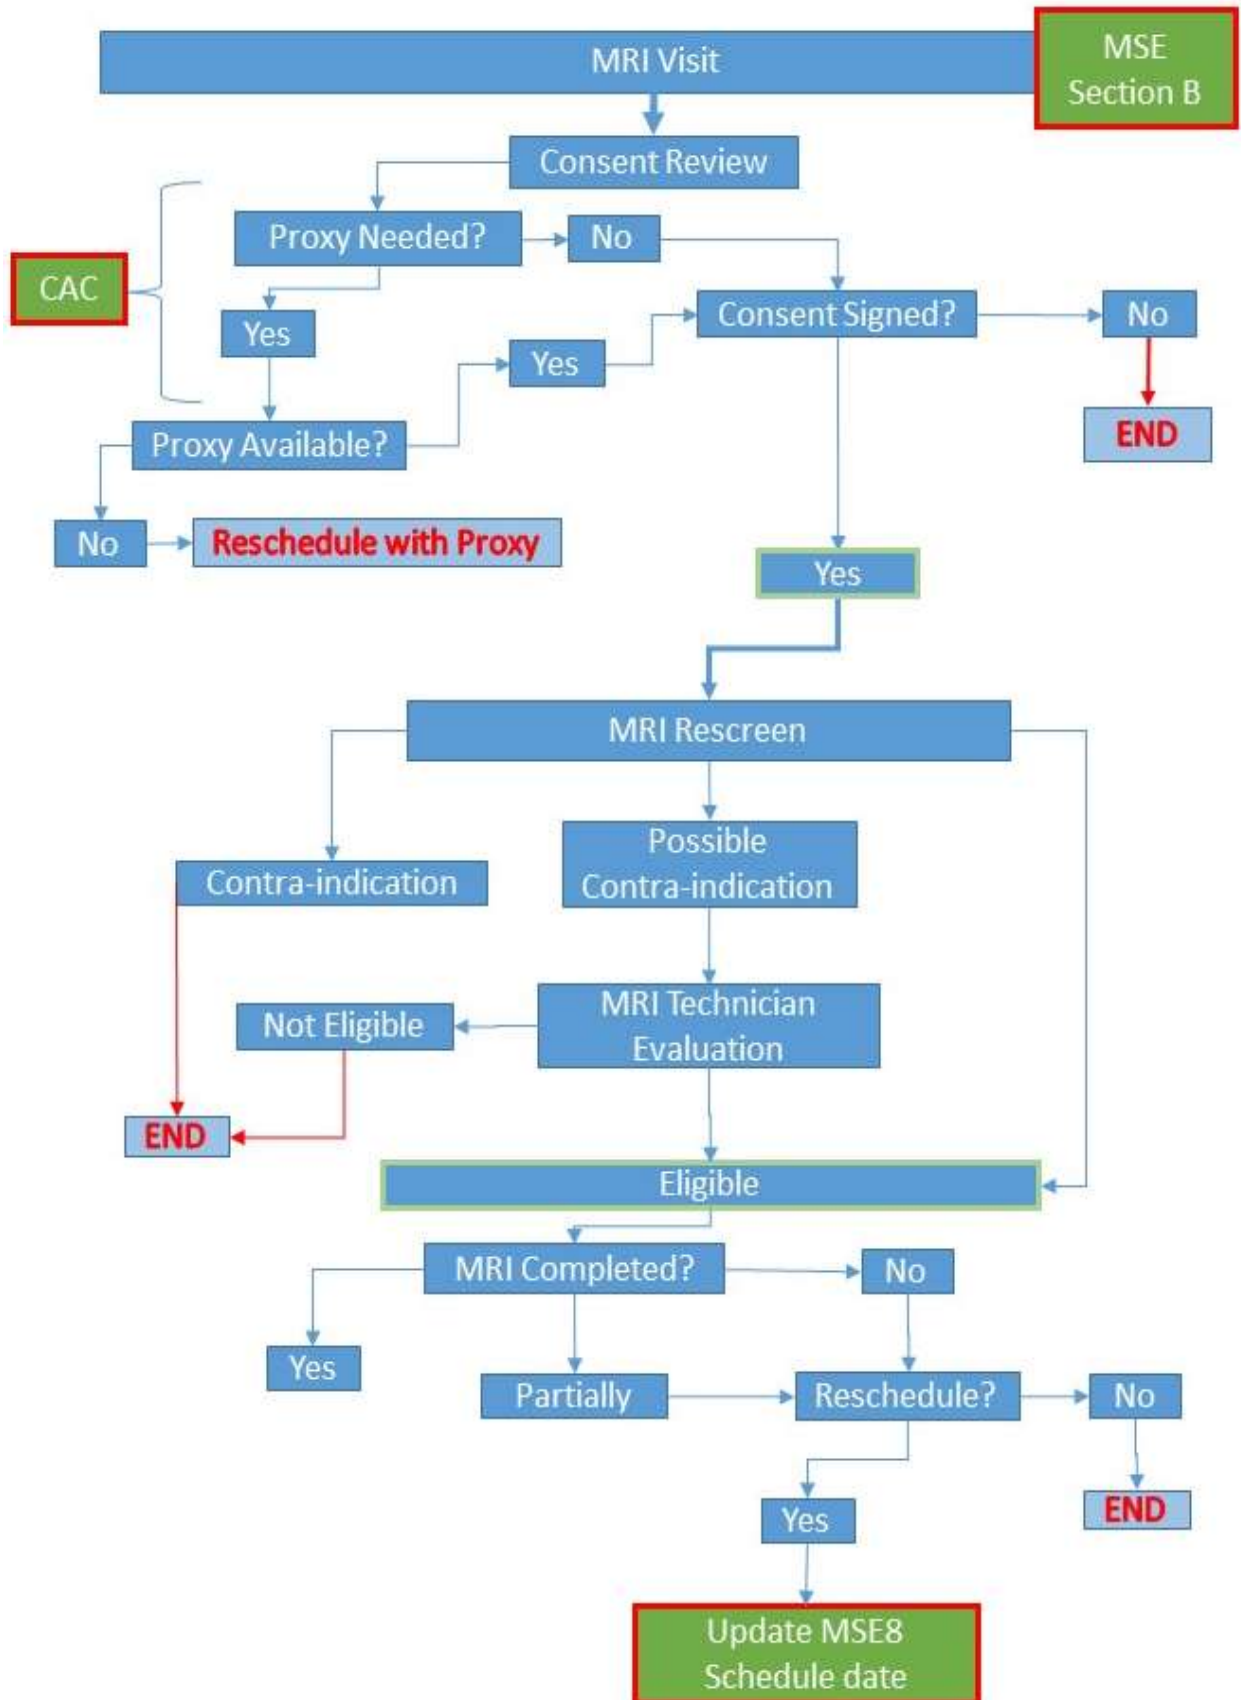 MRI Visit
MSE
Section B
Consent Review
Proxy Needed?
No
CAC
Yes
Consent Signed?
No
Yes
Proxy Available?
END
No
Reschedule with Proxy
Yes
MRI Rescreen
Possible
Contra-indication
Contra-indication
MRI Technician
Evaluation
Not Eligible
END
Eligible
MRI Completed?
No
Yes
Partially
Reschedule?
No
Yes
END
Update MSE8
Schedule date